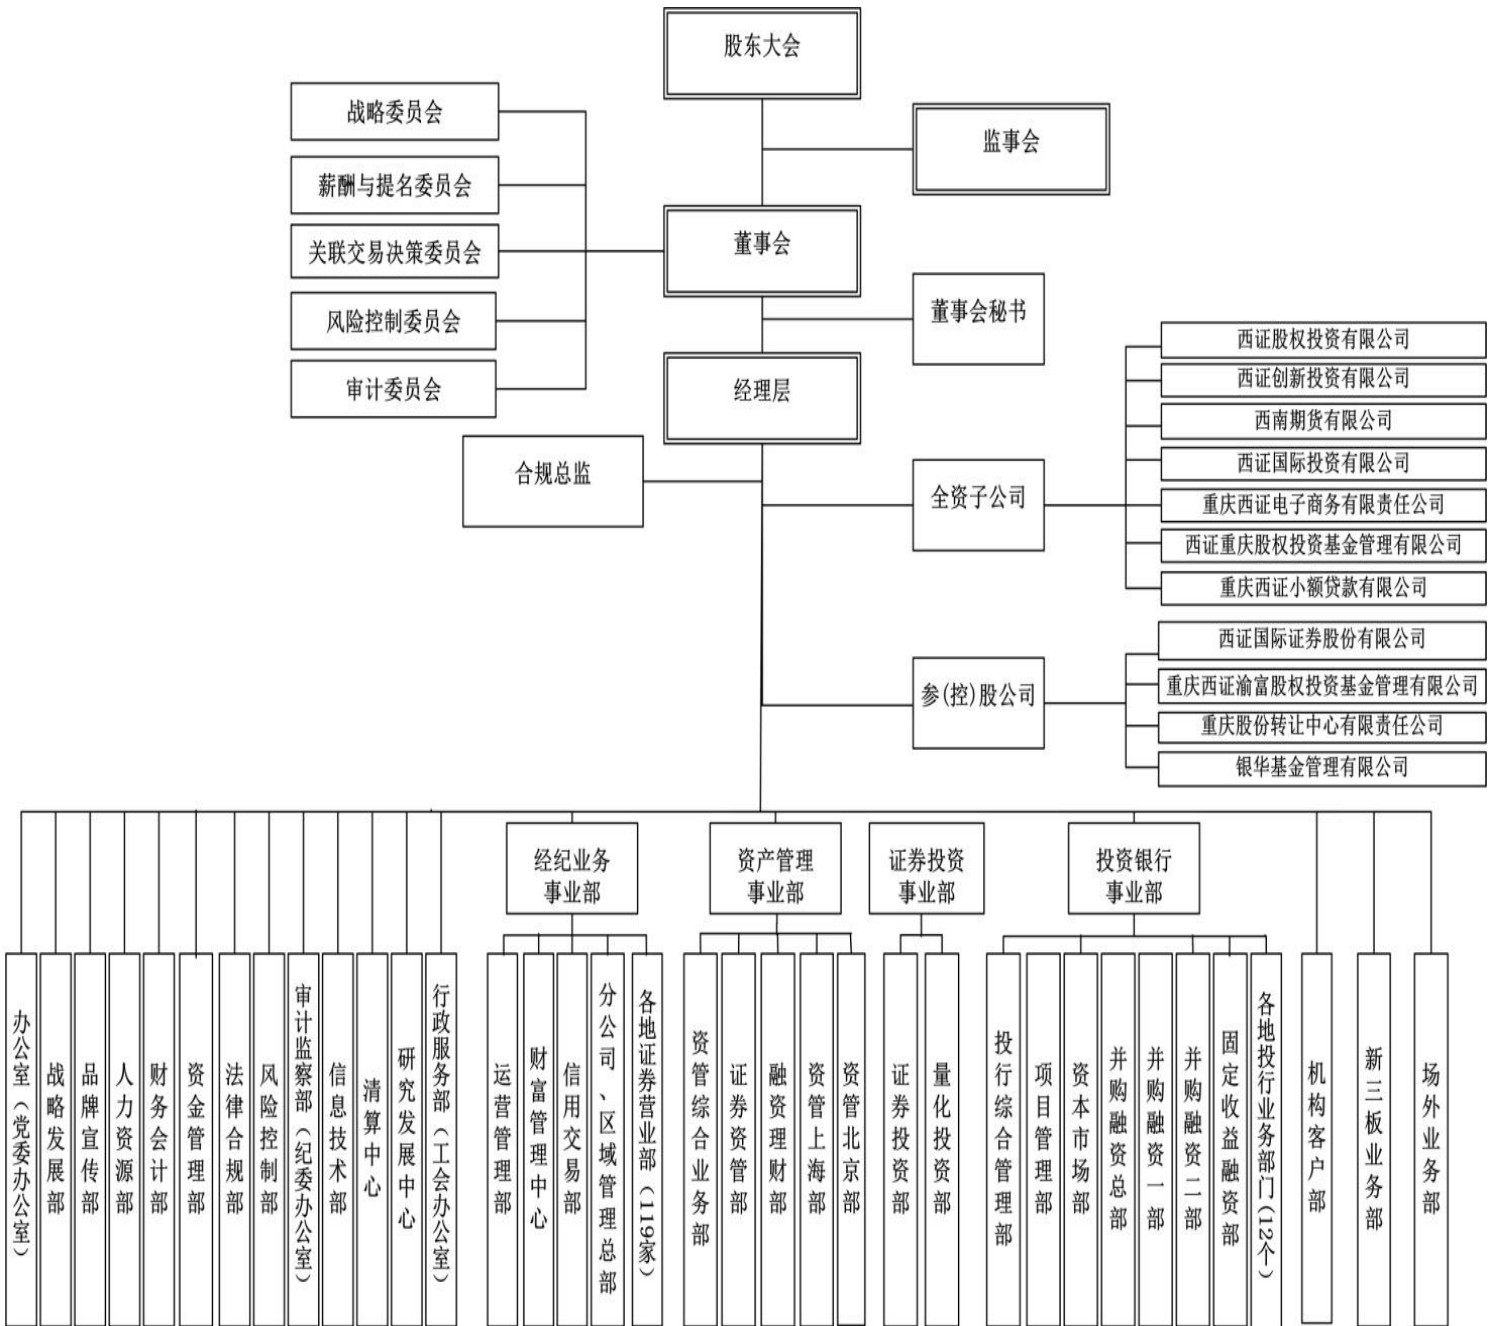 股东大会
监事会
战略委员会
薪酬与提名委员会
关联交易决策委员会
风险控制委员会
审计委员会
董事会
董事会秘书
经理层
合规总监
全资子公司
西证股权投资有限公司
西证创新投资有限公司
西南期货有限公司
西证国际投资有限公司
重庆西证电子商务有限责任公司
西证重庆股权投资基金管理有限公司
重庆西证小额贷款有限公司
参(控)股公司
西证国际证券股份有限公司
重庆西证渝富股权投资基金管理有限公司
重庆股份转让中心有限责任公司
银华基金管理有限公司
经纪业务
事业部
资产管理
事业部
证券投资
事业部
投资银行
事业部
办公室（党委办公室）
战略发展部
品牌宣传部
人力资源部
财务会计部
资金管理部
法律合规部
风险控制部
审计监察部（纪委办公室）
信息技术部
清算中心
研究发展中心
行政服务部（工会办公室）
运营管理部
财富管理中心
信用交易部
分公司、区域管理总部
各地证券营业部（119家）
资管综合业务部
证券资管部
融资理财部
资管上海部
资管北京部
证券投资部
量化投资部
投行综合管理部
项目管理部
资本市场部
并购融资总部
并购融资一部
并购融资二部
固定收益融资部
各地投行业务部门（12个）
机构客户部
新三板业务部
场外业务部